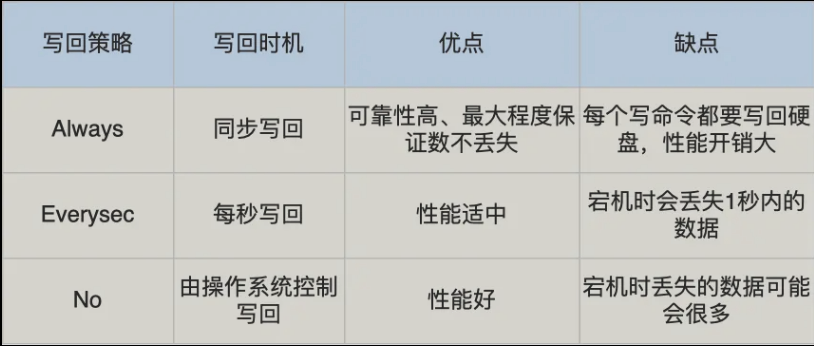 写回策略 写回时机 优点 缺点
Always 同步写回 可靠性高、最大程度保 每个写命令都要写回硬
证数不丢失 盘，性能开销大
Everysec 每秒写回 性能适中 宕机时会丢失1秒内的
数据
No 由操作系统控制 性能好 宕机时丢失的数据可能
写回 会很多